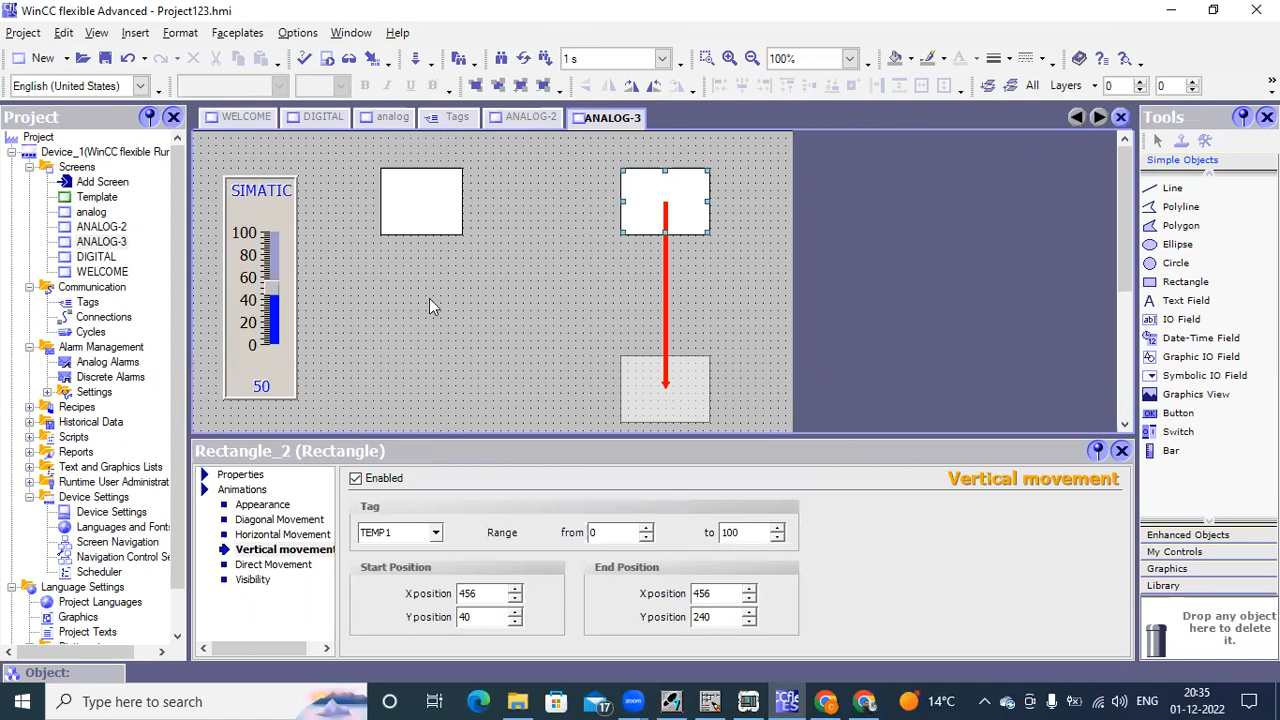 WinCC flexible Advanced - Project123.hmi
Project Edit View Insert Format Faceplates Options Window Help
New 1 s 100%
English (United States) B I U B All Layers 0 0
Project
WELCOME DIGITAL analog Tags ANALOG-2 ANALOG-3
Tools
Project
Device_1(WinCC flexible Rur
Screens
Add Screen
Template
analog
ANALOG-2
ANALOG-3
DIGITAL
WELCOME
Communication
Tags
Connections
Cycles
Alarm Management
Analog Alarms
Discrete Alarms
Settings
Recipes
Historical Data
Scripts
Reports
Text and Graphics Lists
Runtime User Administrat
Device Settings
Device Settings
Languages and Fonts
Screen Navigation
Navigation Control Se
Scheduler
Language Settings
Project Languages
Graphics
Project Texts
SIMATIC
100
80
60
40
20
0
50
Simple Objects
Line
Polyline
Polygon
Ellipse
Circle
Rectangle
Text Field
IO Field
Date-Time Field
Graphic IO Field
Symbolic IO Field
Graphics View
Button
Switch
Bar
Enhanced Objects
My Controls
Graphics
Library
Drop any object
here to delete
it.
Rectangle_2 (Rectangle)
Properties
Animations
Appearance
Diagonal Movement
Horizontal Movement
Vertical movement
Direct Movement
Visibility
Enabled
Vertical movement
Tag
TEMP1 Range from 0 to 100
Start Position End Position
X position 456 X position 456
Y position 40 Y position 240
Object:
Type here to search
17
14°C
ENG
20:35
01-12-2022